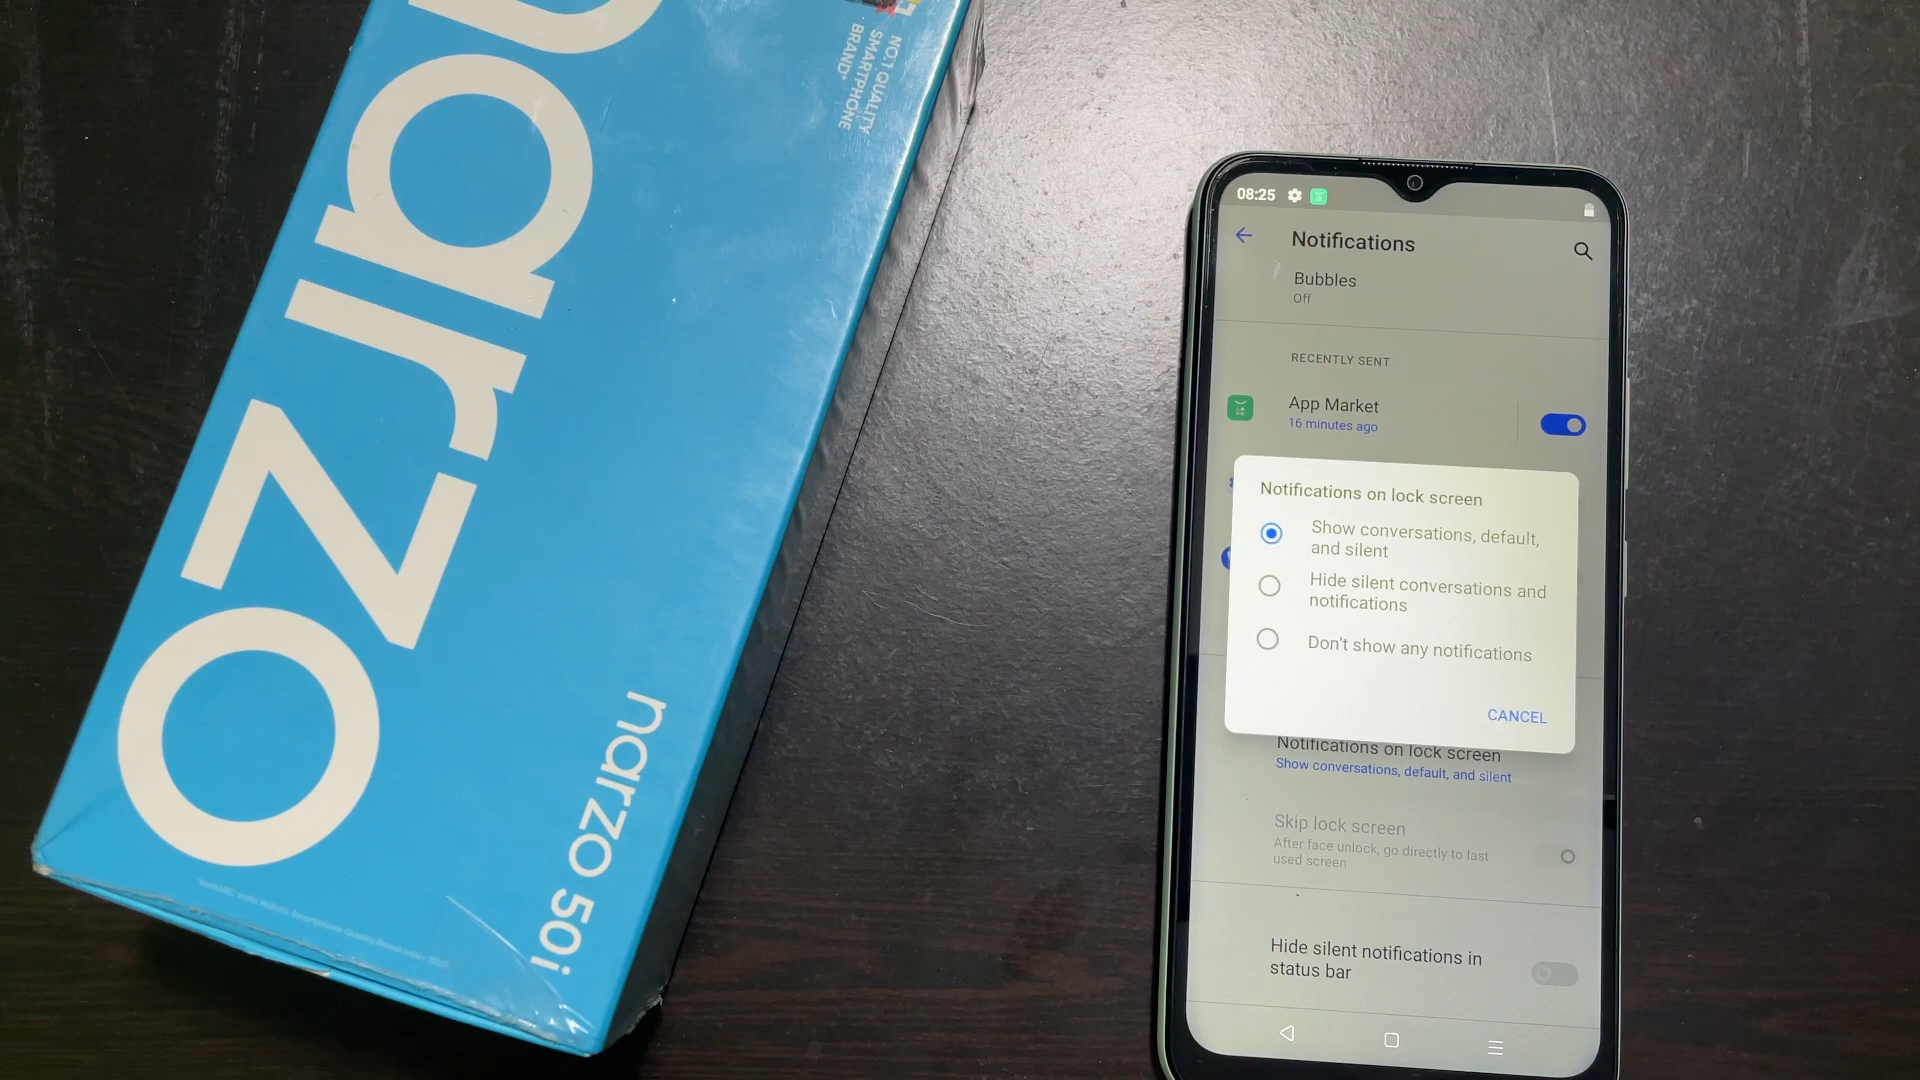 narzo
NO.1 QUALITY
SMARTPHONE
BRAND*
narzo 50i
08:25
Notifications
Bubbles
Off
RECENTLY SENT
App Market
16 minutes ago
Notifications on lock screen
Show conversations, default,
and silent
Hide silent conversations and
notifications
Don't show any notifications
CANCEL
Notifications on lock screen
Show conversations, default, and silent
Skip lock screen
After face unlock, go directly to last
used screen
Hide silent notifications in
status bar